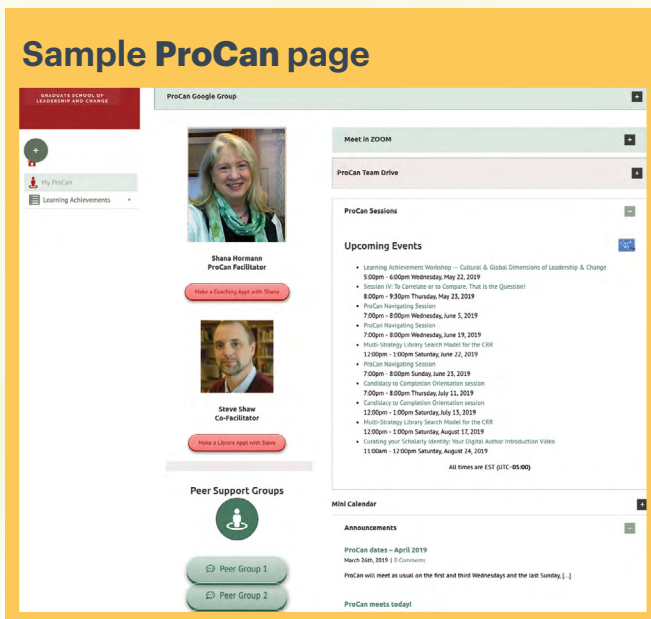 Sample ProCan page
GRADUATE SCHOOL OF
LEADERSHIP AND CHANGE
My ProCan
Learning Achievements
ProCan Google Group
Shana Hormann
ProCan Facilitator
Make a Coaching Appt with Shana
Steve Shaw
Co-Facilitator
Make a Library Appt with Steve
Peer Support Groups
Peer Group 1
Peer Group 2
Meet in ZOOM
ProCan Team Drive
ProCan Sessions
Upcoming Events
Learning Achievement Workshop -- Cultural & Global Dimensions of Leadership & Change
5:00pm - 6:00pm Wednesday, May 22, 2019
Session IV: To Correlate or to Compare, That is the Question!
8:00pm - 9:30pm Thursday, May 23, 2019
ProCan Navigating Session
7:00pm - 8:00pm Wednesday, June 5, 2019
ProCan Navigating Session
7:00pm - 8:00pm Wednesday, June 19, 2019
Multi-Strategy Library Search Model for the CRR
12:00pm - 1:00pm Saturday, June 22, 2019
ProCan Navigating Session
7:00pm - 8:00pm Sunday, June 23, 2019
Candidacy to Completion Orientation session
7:00pm - 8:00pm Thursday, July 11, 2019
Candidacy to Completion Orientation session
12:00pm - 1:00pm Saturday, July 13, 2019
Multi-Strategy Library Search Model for the CRR
12:00pm - 1:00pm Saturday, August 17, 2019
Curating your Scholarly Identity: Your Digital Author Introduction Video
11:00am - 12:00pm Saturday, August 24, 2019
All times are EST (UTC-05:00)
Mini Calendar
Announcements
ProCan dates – April 2019
March 26th, 2019 | 0 Comments
ProCan will meet as usual on the first and third Wednesdays and the last Sunday, [...]
ProCan meets today!